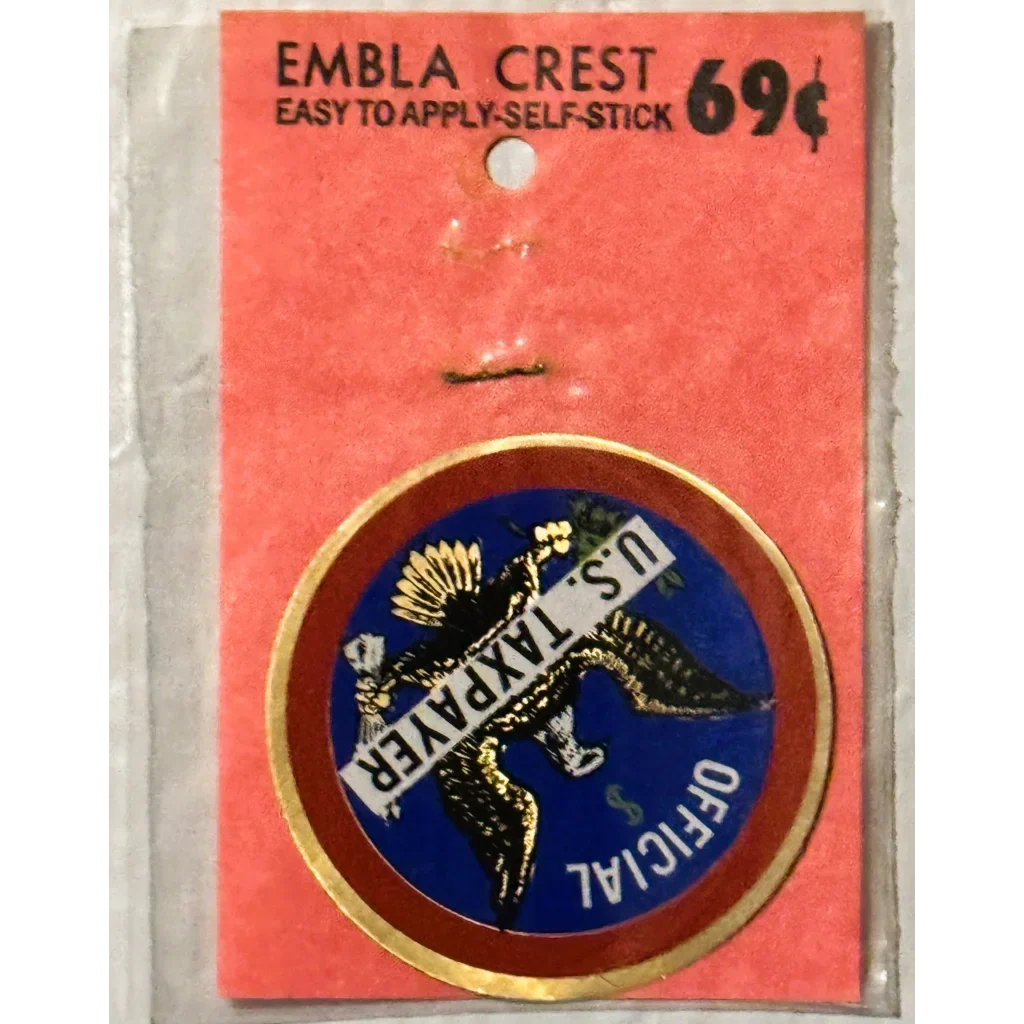 EMBLA CREST
EASY TO APPLY-SELF-STICK
69¢
OFFICIAL
$
U.S. TAXPAYER